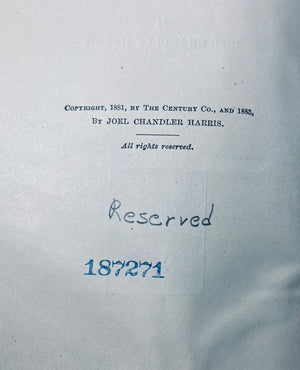 COPYRIGHT, 1881, BY THE CENTURY CO., AND 1883,
BY JOEL CHANDLER HARRIS.
All rights reserved.
Reserved
187271